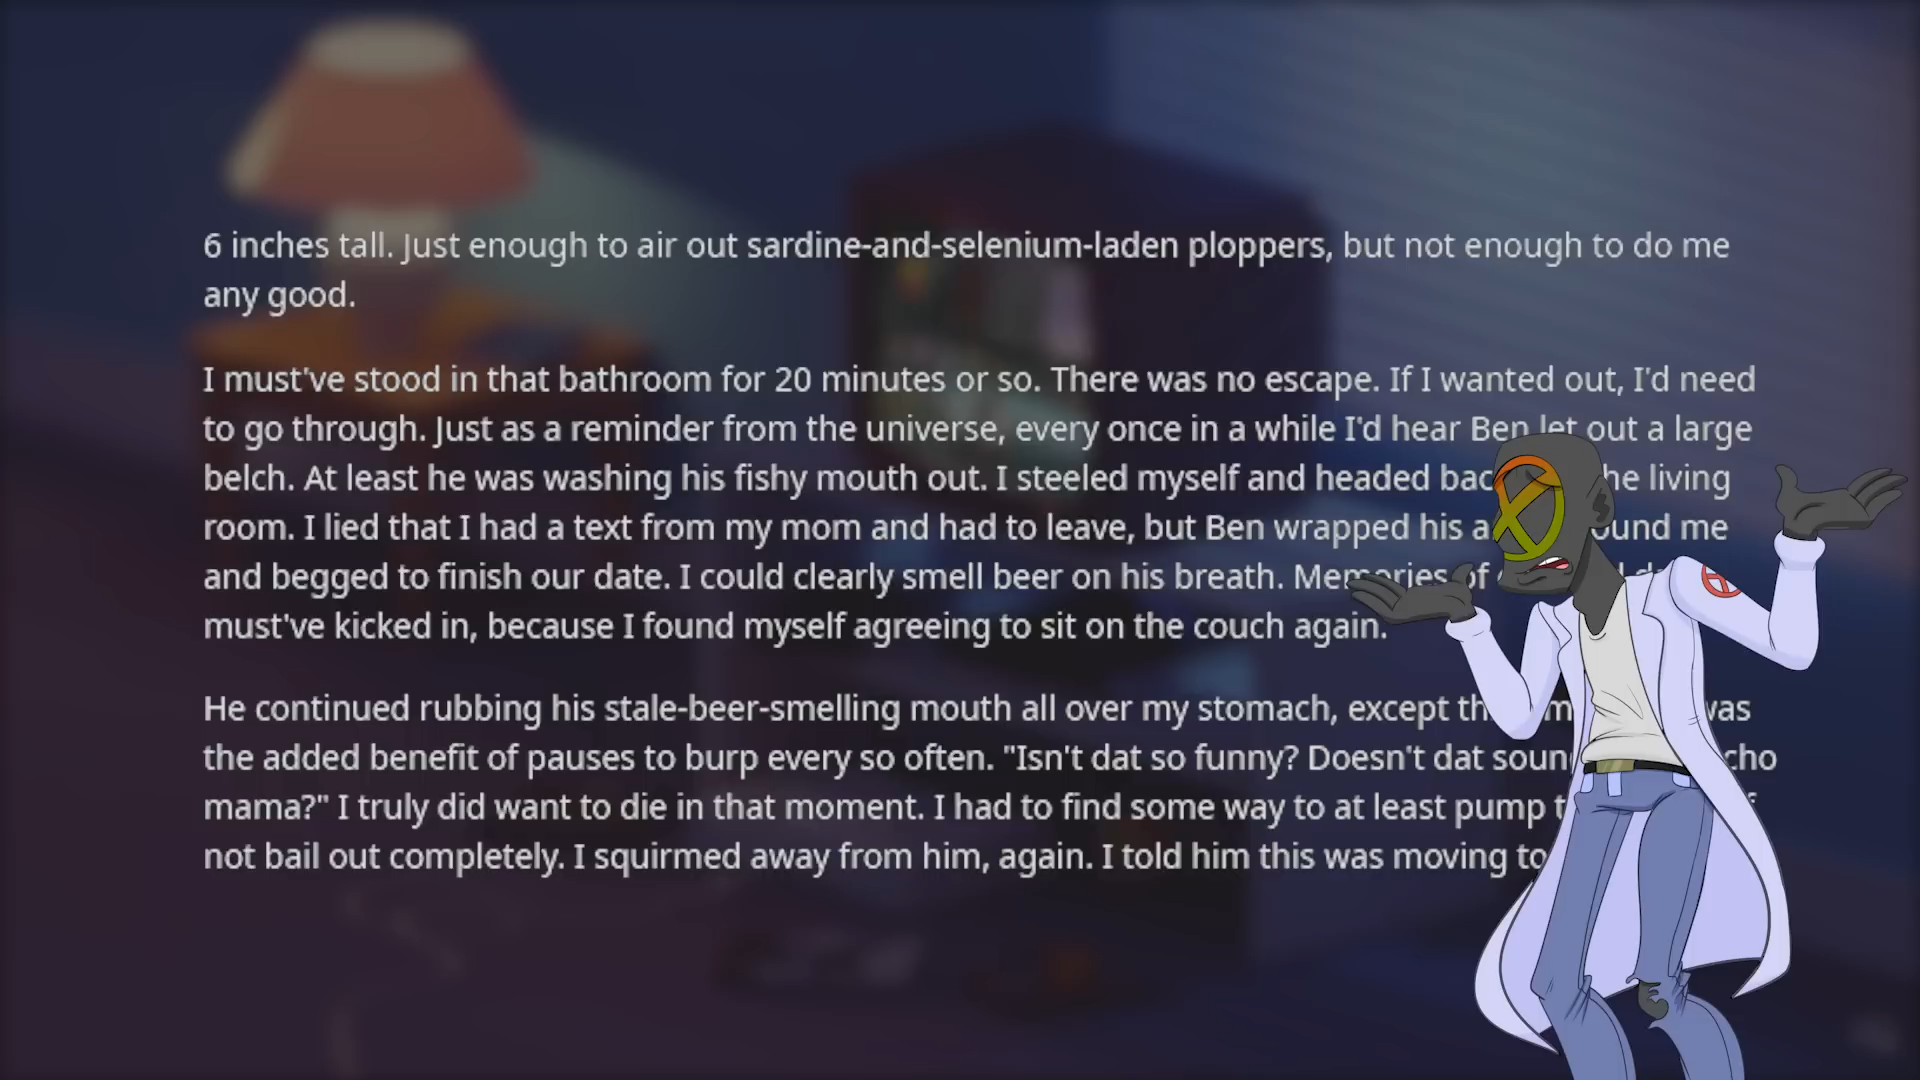 6 inches tall. Just enough to air out sardine-and-selenium-laden ploppers, but not enough to do me
any good.
I must've stood in that bathroom for 20 minutes or so. There was no escape. If I wanted out, I'd need
to go through. Just as a reminder from the universe, every once in a while I'd hear Ben let out a large
belch. At least he was washing his fishy mouth out. I steeled myself and headed living
room. I lied that I had a text from my mom and had to leave, but Ben wrapped his me
and begged to finish our date. I could clearly smell beer on his breath. Memories of
must've kicked in, because I found myself agreeing to sit on the couch again.
He continued rubbing his stale-beer-smelling mouth all over my stomach, except was
the added benefit of pauses to burp every so often. "Isn't dat so funny? Doesn't dat
mama?" I truly did want to die in that moment. I had to find some way to at least pump
not bail out completely. I squirmed away from him, again. I told him this was moving